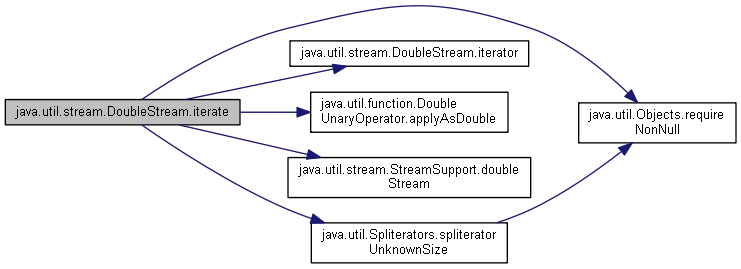 java.util.stream.DoubleStream.iterate
java.util.stream.DoubleStream.iterator
java.util.function.Double
UnaryOperator.applyAsDouble
java.util.stream.StreamSupport.double
Stream
java.util.Spliterators.spliterator
UnknownSize
java.util.Objects.require
NonNull